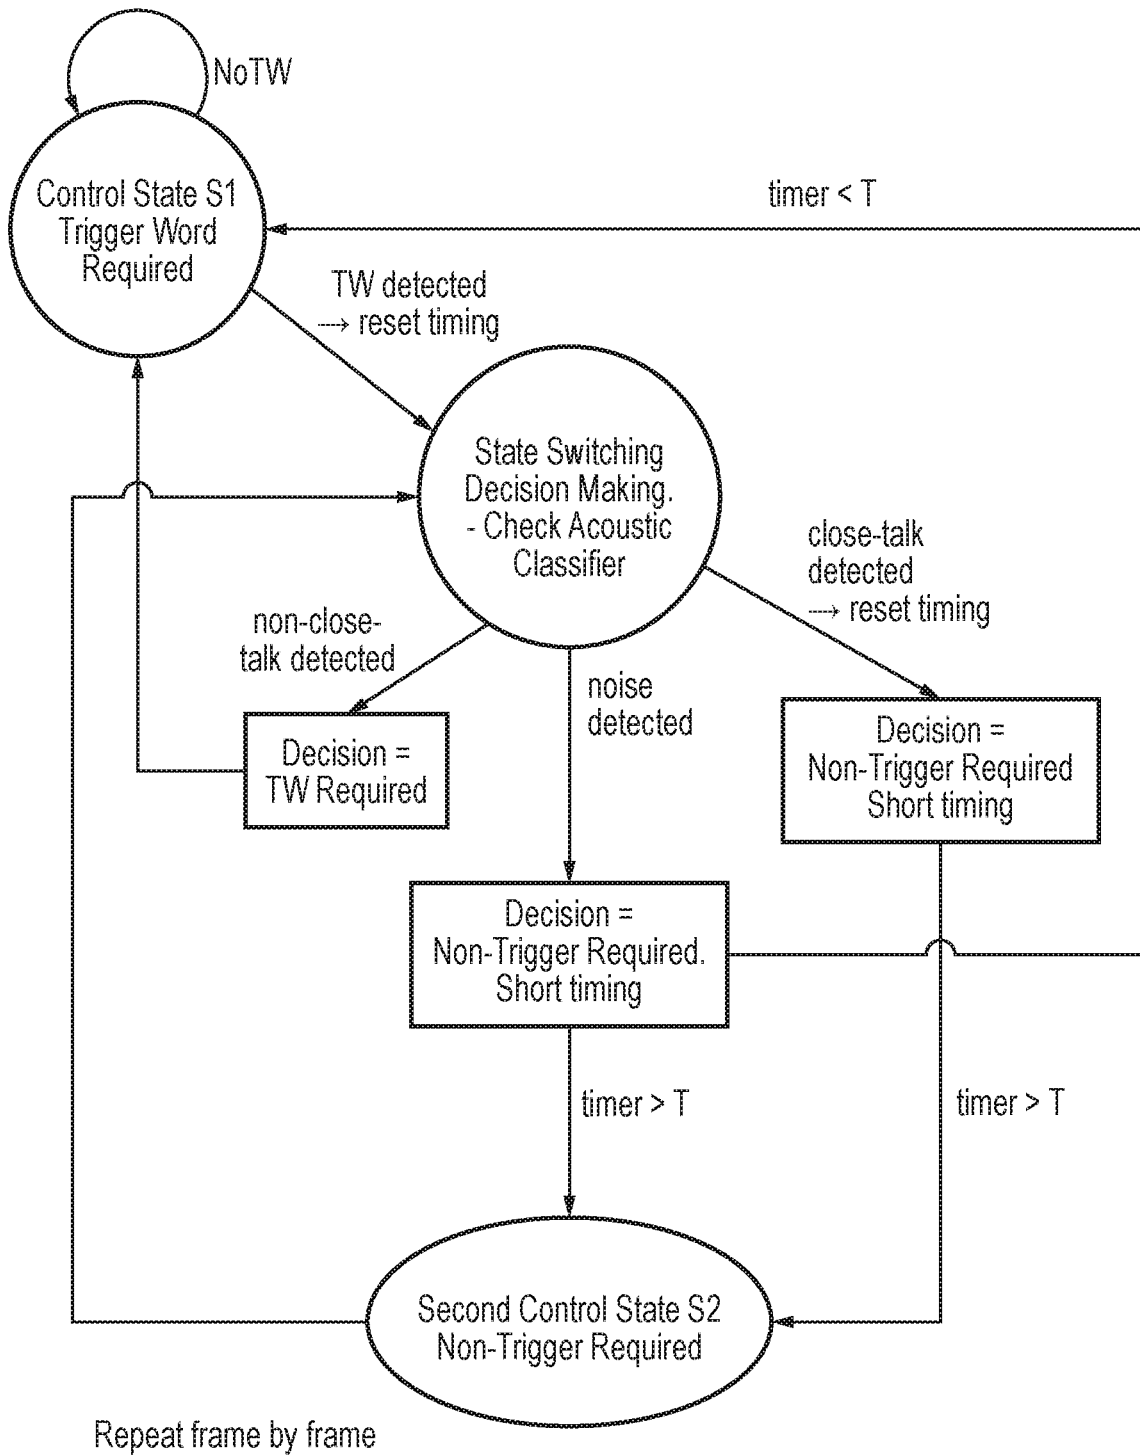 NoTW
Control State S1
Trigger Word
Required
timer < T
TW detected
→ reset timing
State Switching
Decision Making.
- Check Acoustic
Classifier
close-talk
detected
→ reset timing
non-close-
talk detected
noise
detected
Decision =
TW Required
Decision =
Non-Trigger Required
Short timing
Decision =
Non-Trigger Required.
Short timing
timer > T
timer > T
Second Control State S2
Non-Trigger Required
Repeat frame by frame